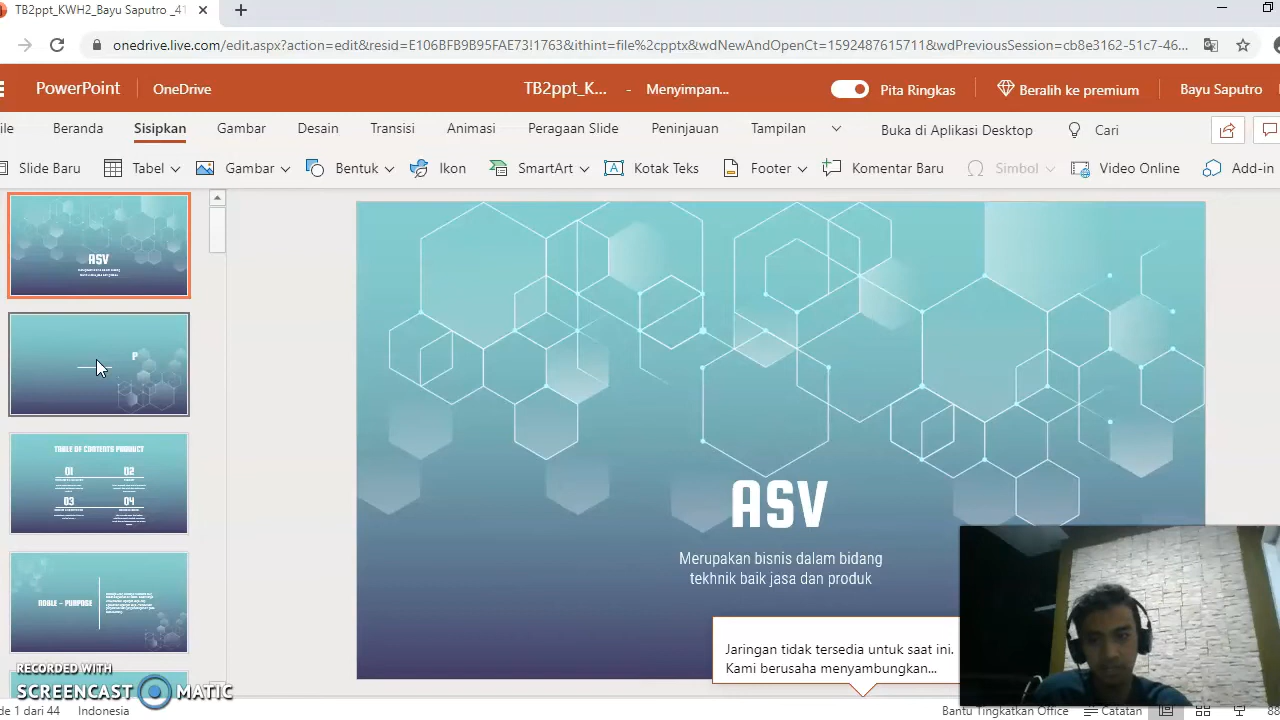 TB2ppt_KWH2_Bayu Saputro _41
onedrive.live.com/edit.aspx?action=edit&resid=E106BFB9B95FAE73!1763&ithint=file%2cpptx&wdNewAndOpenCt=1592487615711&wdPreviousSession=cb8e3162-51c7-46...
PowerPoint OneDrive TB2ppt_K... - Menyimpan... Pita Ringkas Beralih ke premium Bayu Saputro
ile Beranda Sisipkan Gambar Desain Transisi Animasi Peragaan Slide Peninjauan Tampilan Buka di Aplikasi Desktop Cari
Slide Baru Tabel Gambar Bentuk Ikon SmartArt Kotak Teks Footer Komentar Baru Simbol Video Online Add-in
ASV
P
TABLE OF CONTENTS PRODUCT
01 02
03 04
NOBLE - PURPOSE
ASV
Merupakan bisnis dalam bidang
tekhnik baik jasa dan produk
Jaringan tidak tersedia untuk saat ini.
Kami berusaha menyambungkan...
RECORDED WITH
SCREENCAST MATIC
de 1 dari 44 Indonesia Bantu Tingkatkan Office Catatan 88